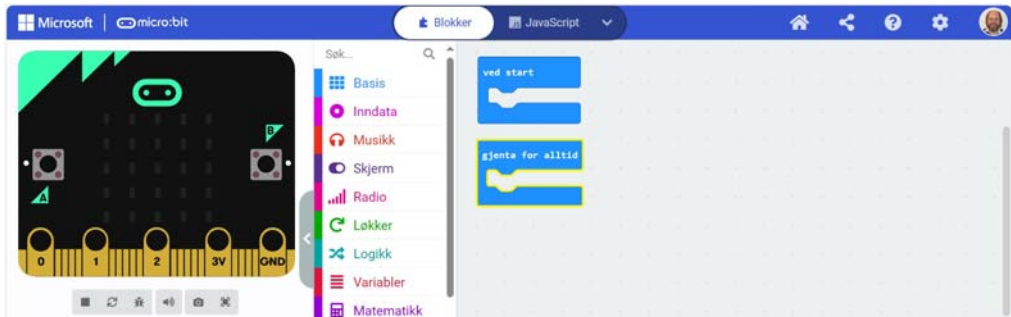 Microsoft
micro:bit
Blokker
JavaScript
Søk...
Basis
Inndata
Musikk
Skjerm
Radio
Løkker
Logikk
Variabler
Matematikk
A
B
0
1
2
3V
GND
ved start
gjenta for alltid